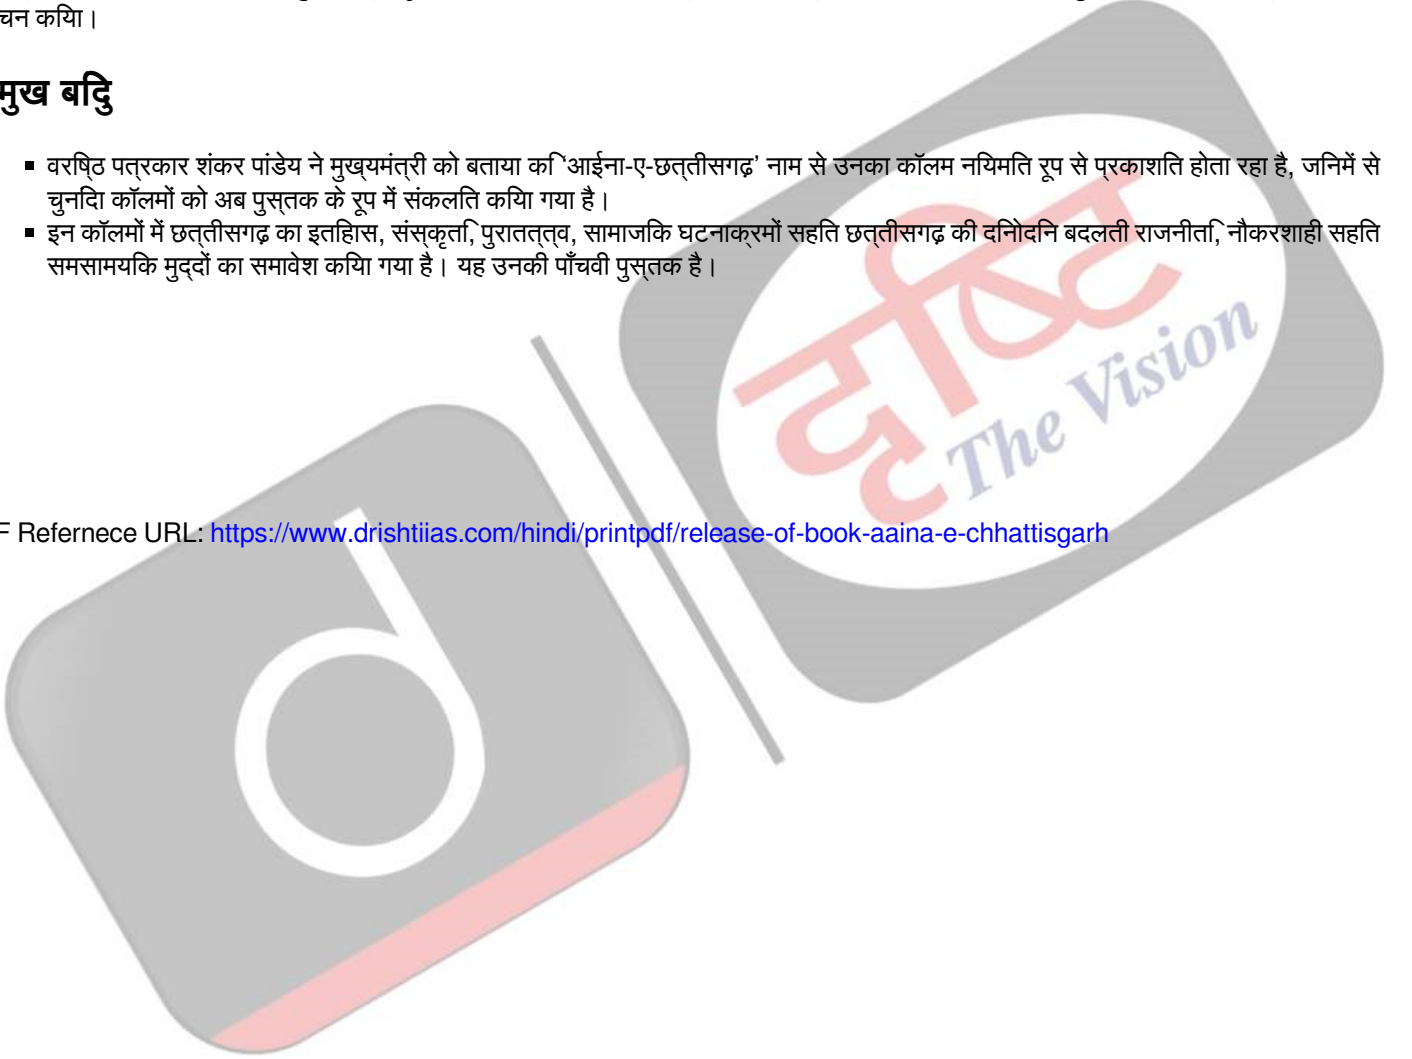 चन किया।
मुख बिंदु
▪ वरिष्ठ पत्रकार शंकर पांडेय ने मुख्यमंत्री को बताया कि 'आईना-ए-छत्तीसगढ़' नाम से उनका कॉलम नियमित रूप से प्रकाशित होता रहा है, जिनमें से
चुनिंदा कॉलमों को अब पुस्तक के रूप में संकलित किया गया है।
▪ इन कॉलमों में छत्तीसगढ़ का इतिहास, संस्कृति, पुरातत्त्व, सामाजिक घटनाक्रमों सहित छत्तीसगढ़ की दिनोदिन बदलती राजनीति, नौकरशाही सहित
समसामयिक मुद्दों का समावेश किया गया है। यह उनकी पाँचवी पुस्तक है।
दृष्टि
The Vision
F Refernece URL: https://www.drishtiias.com/hindi/printpdf/release-of-book-aaina-e-chhattisgarh
d